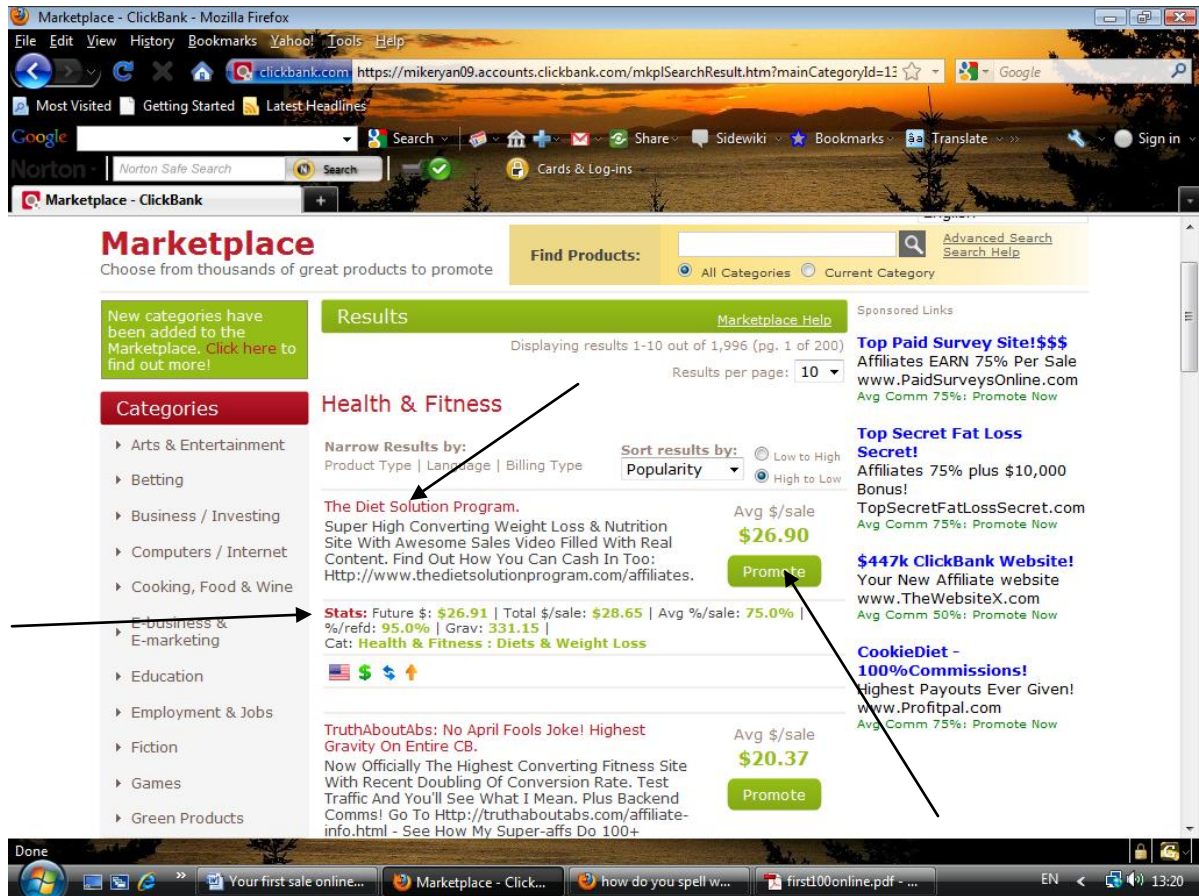 Marketplace - ClickBank - Mozilla Firefox
File Edit View History Bookmarks Yahoo! Tools Help
clickbank.com https://mikeryan09.accounts.clickbank.com/mkplSearchResult.htm?mainCategoryId=13 Google
Most Visited Getting Started Latest Headlines
Google Search Share Sidewiki Bookmarks Translate Sign in
Norton Norton Safe Search Search Cards & Log-ins
Marketplace - ClickBank
English
Marketplace
Choose from thousands of great products to promote
Find Products:
All Categories Current Category
Advanced Search
Search Help
New categories have
been added to the
Marketplace. Click here to
find out more!
Categories
Arts & Entertainment
Betting
Business / Investing
Computers / Internet
Cooking, Food & Wine
E-business &
E-marketing
Education
Employment & Jobs
Fiction
Games
Green Products
Results Marketplace Help
Displaying results 1-10 out of 1,996 (pg. 1 of 200)
Results per page: 10
Health & Fitness
Narrow Results by:
Product Type | Language | Billing Type
Sort results by:
Popularity
Low to High
High to Low
The Diet Solution Program.
Super High Converting Weight Loss & Nutrition
Site With Awesome Sales Video Filled With Real
Content. Find Out How You Can Cash In Too:
Http://www.thedietsolutionprogram.com/affiliates.
Avg $/sale
$26.90
Promote
Stats: Future $: $26.91 | Total $/sale: $28.65 | Avg %/sale: 75.0% |
%/refd: 95.0% | Grav: 331.15 |
Cat: Health & Fitness : Diets & Weight Loss
TruthAboutAbs: No April Fools Joke! Highest
Gravity On Entire CB.
Now Officially The Highest Converting Fitness Site
With Recent Doubling Of Conversion Rate. Test
Traffic And You'll See What I Mean. Plus Backend
Comms! Go To Http://truthaboutabs.com/affiliate-
info.html - See How My Super-affs Do 100+
Avg $/sale
$20.37
Promote
Sponsored Links
Top Paid Survey Site!$$$
Affiliates EARN 75% Per Sale
www.PaidSurveysOnline.com
Avg Comm 75%: Promote Now
Top Secret Fat Loss
Secret!
Affiliates 75% plus $10,000
Bonus!
TopSecretFatLossSecret.com
Avg Comm 75%: Promote Now
$447k ClickBank Website!
Your New Affiliate website
www.TheWebsiteX.com
Avg Comm 50%: Promote Now
CookieDiet -
100%Commissions!
Highest Payouts Ever Given!
www.Profitpal.com
Avg Comm 75%: Promote Now
Done
Your first sale online... Marketplace - Click... how do you spell w... first100online.pdf - ... EN 13:20